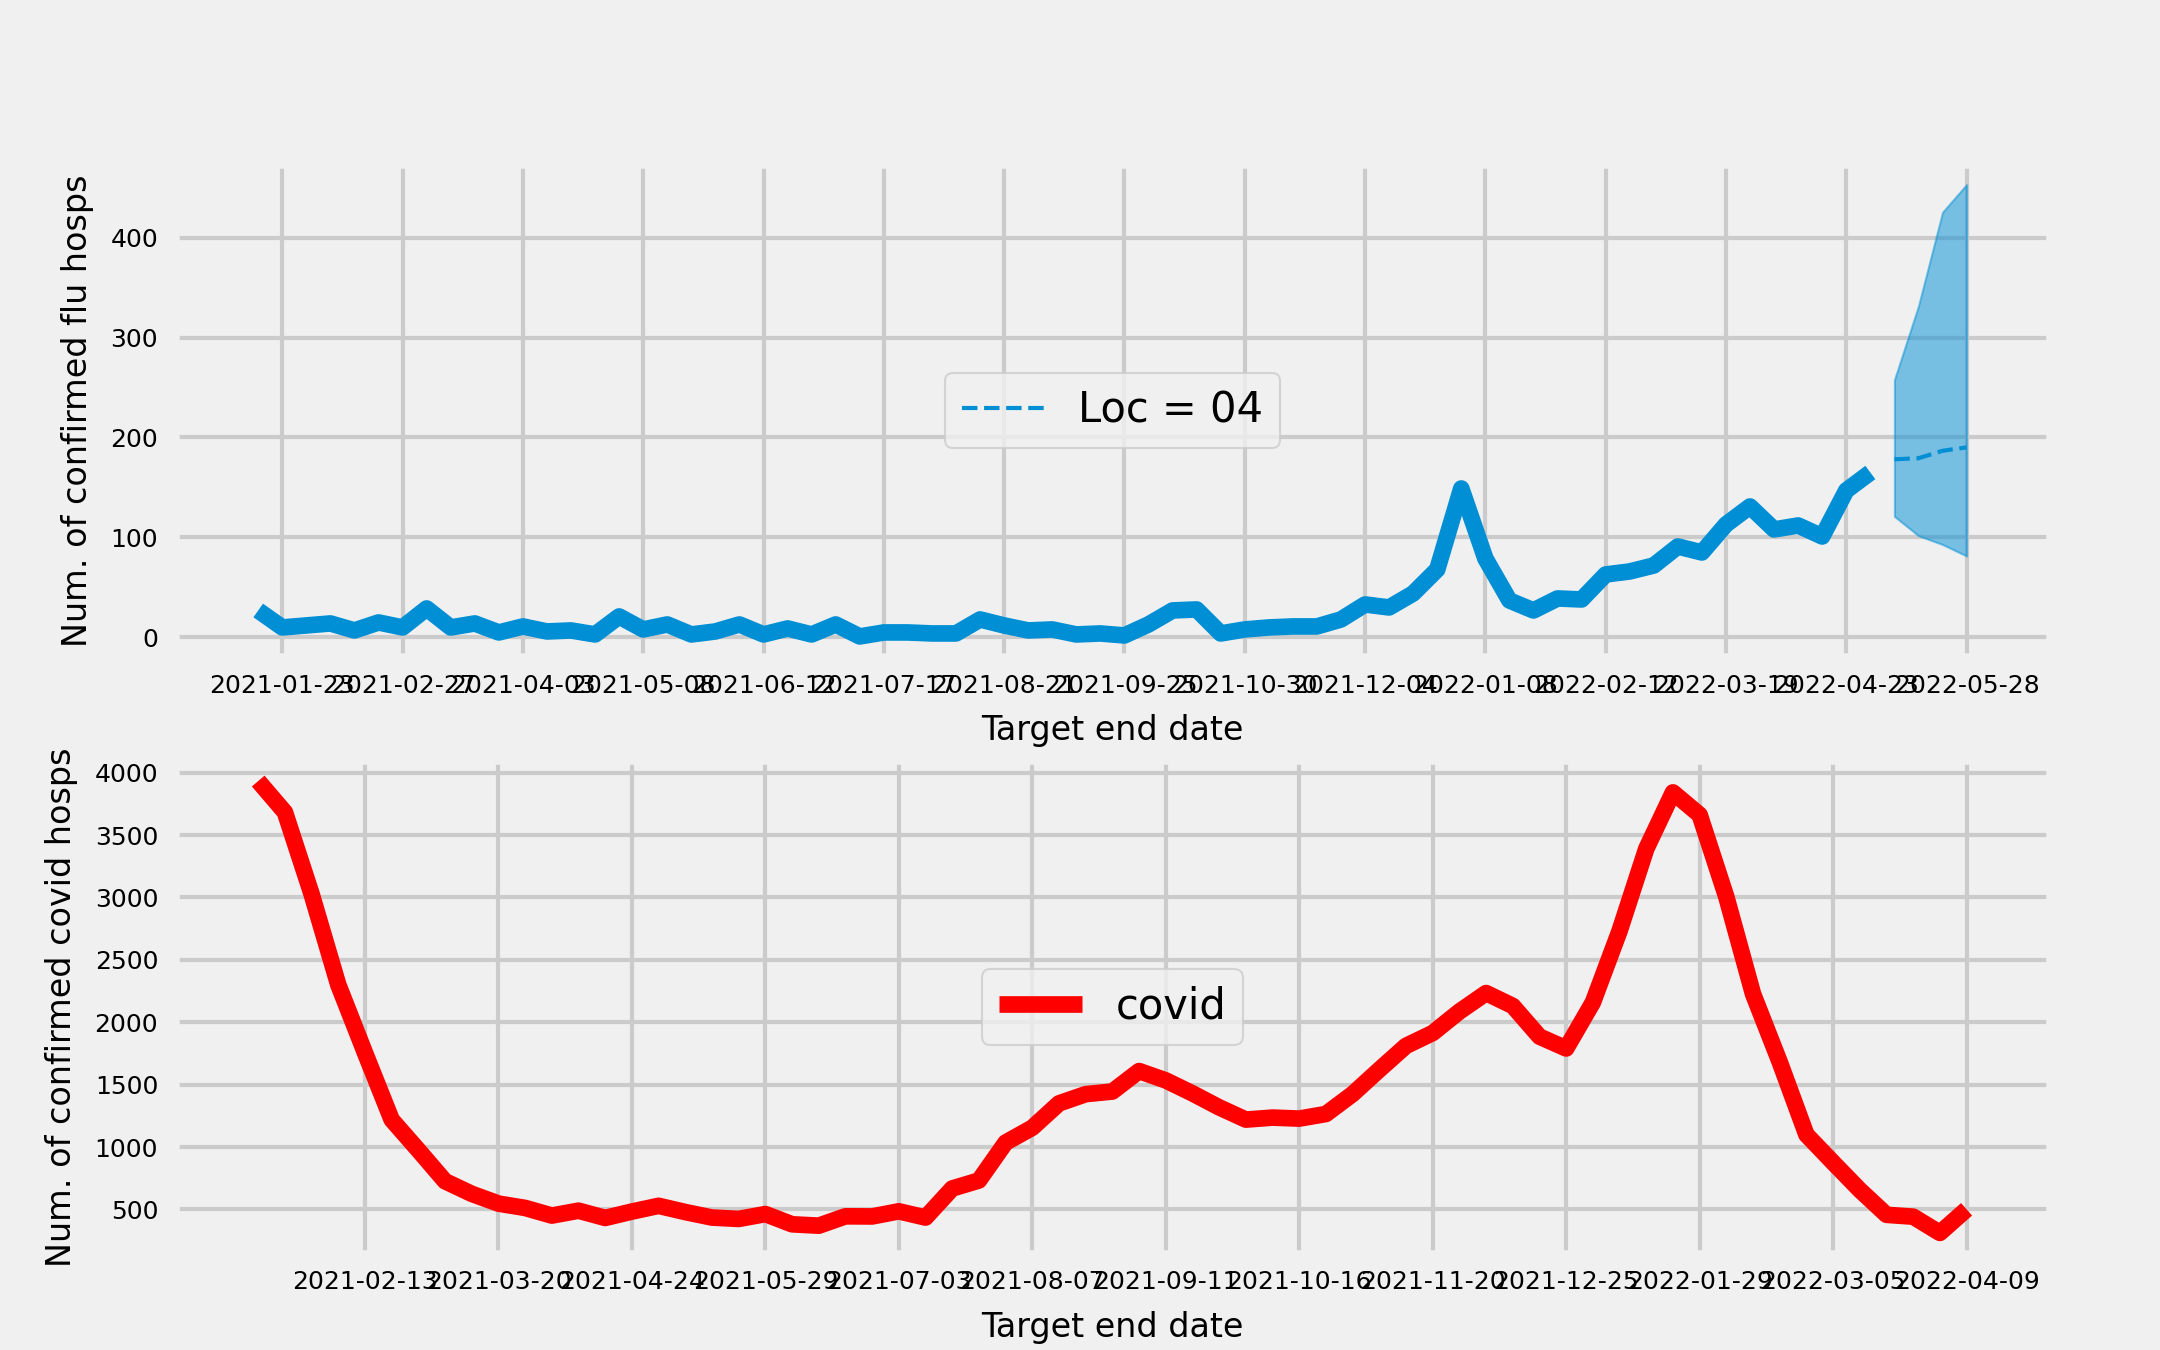 Num. of confirmed flu hosps
400
300
200
100
0
Loc = 04
2021-01-23 2021-02-27 2021-04-03 2021-05-08 2021-06-12 2021-07-17 2021-08-21 2021-09-25 2021-10-30 2021-12-04 2022-01-08 2022-02-12 2022-03-19 2022-04-23 2022-05-28
Target end date
Num. of confirmed covid hosps
4000
3500
3000
2500
2000
1500
1000
500
covid
2021-02-13 2021-03-20 2021-04-24 2021-05-29 2021-07-03 2021-08-07 2021-09-11 2021-10-16 2021-11-20 2021-12-25 2022-01-29 2022-03-05 2022-04-09
Target end date